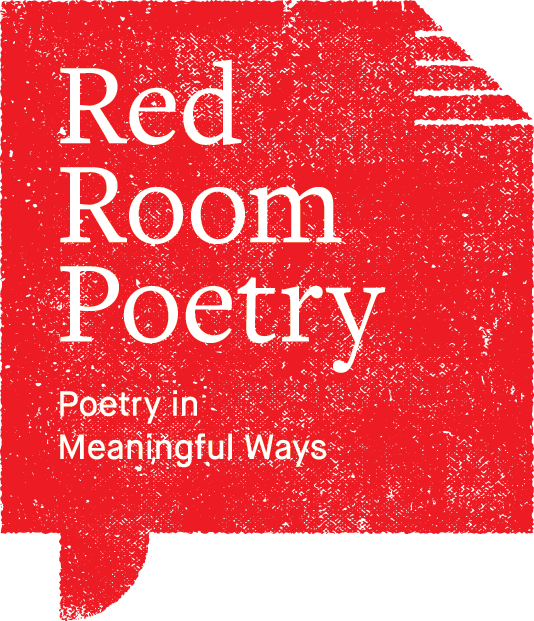 Red
Room
Poetry
Poetry in
Meaningful Ways